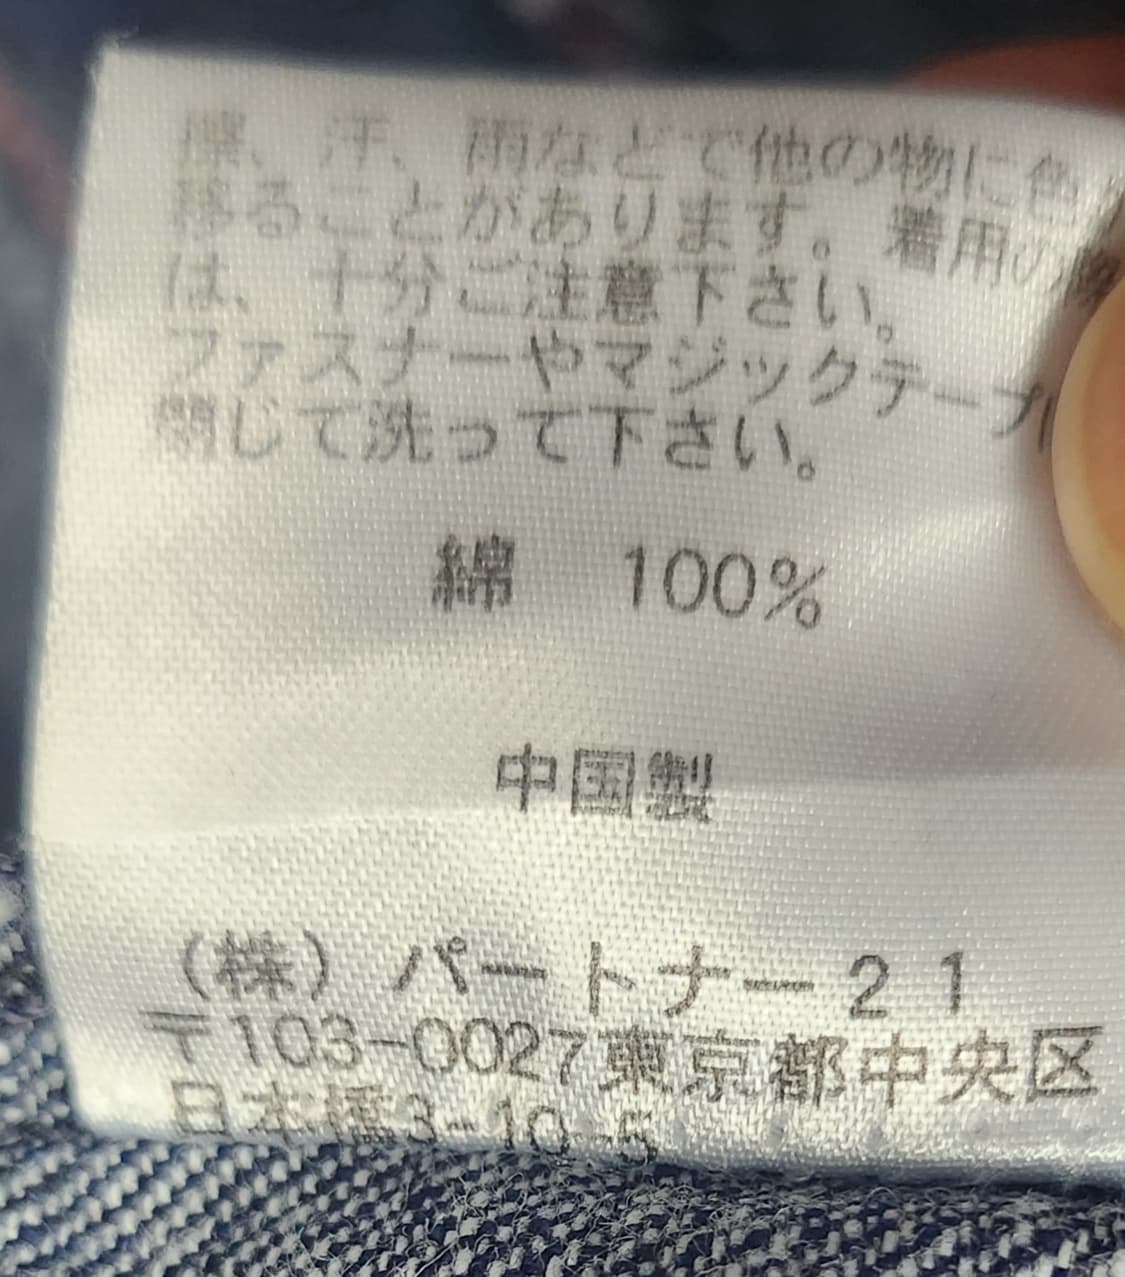 擦、汗、雨などで他の物に色
移ることがあります。着用の際
は、十分ご注意下さい。
ファスナーやマジックテープ
閉じて洗って下さい。
綿 100%
中国製
(株) パートナー21
〒103-0027東京都中央区
日本橋3-10-5